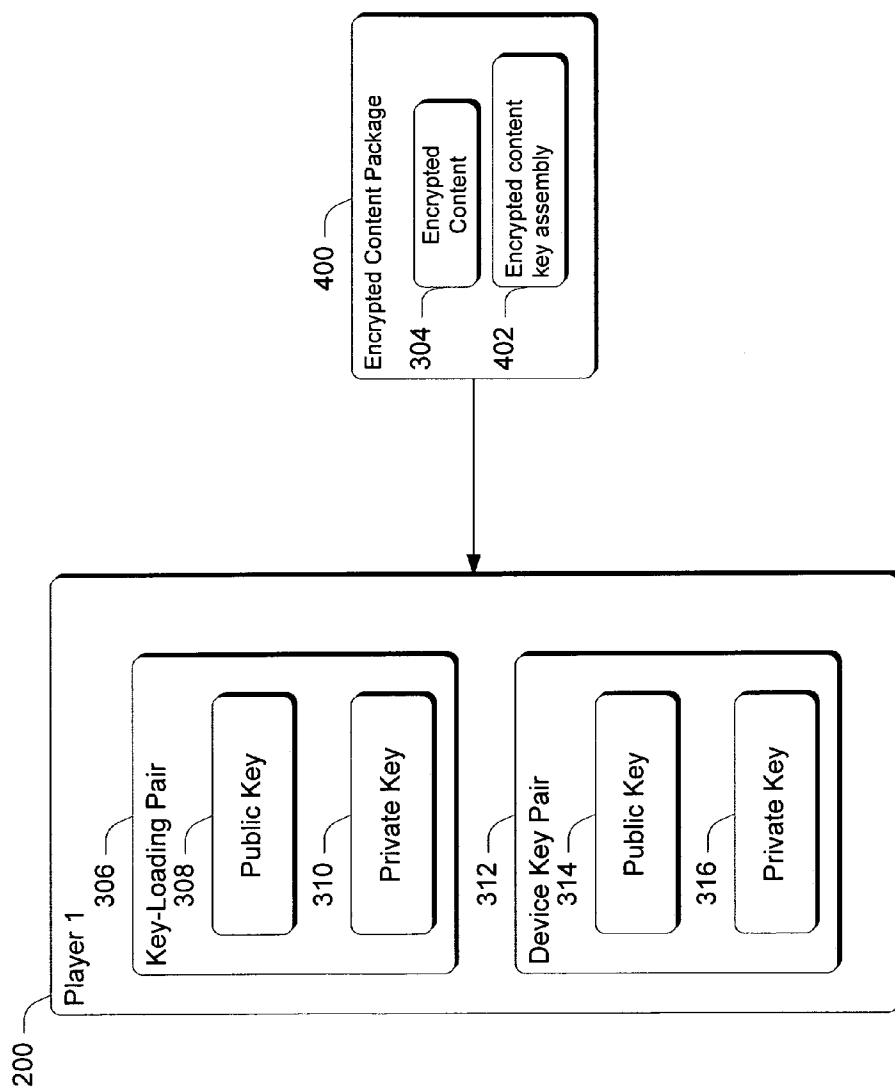 200
Player 1
306
Key-Loading Pair
308
Public Key
310
Private Key
312
Device Key Pair
314
Public Key
316
Private Key
400
Encrypted Content Package
304
Encrypted
Content
402
Encrypted content
key assembly